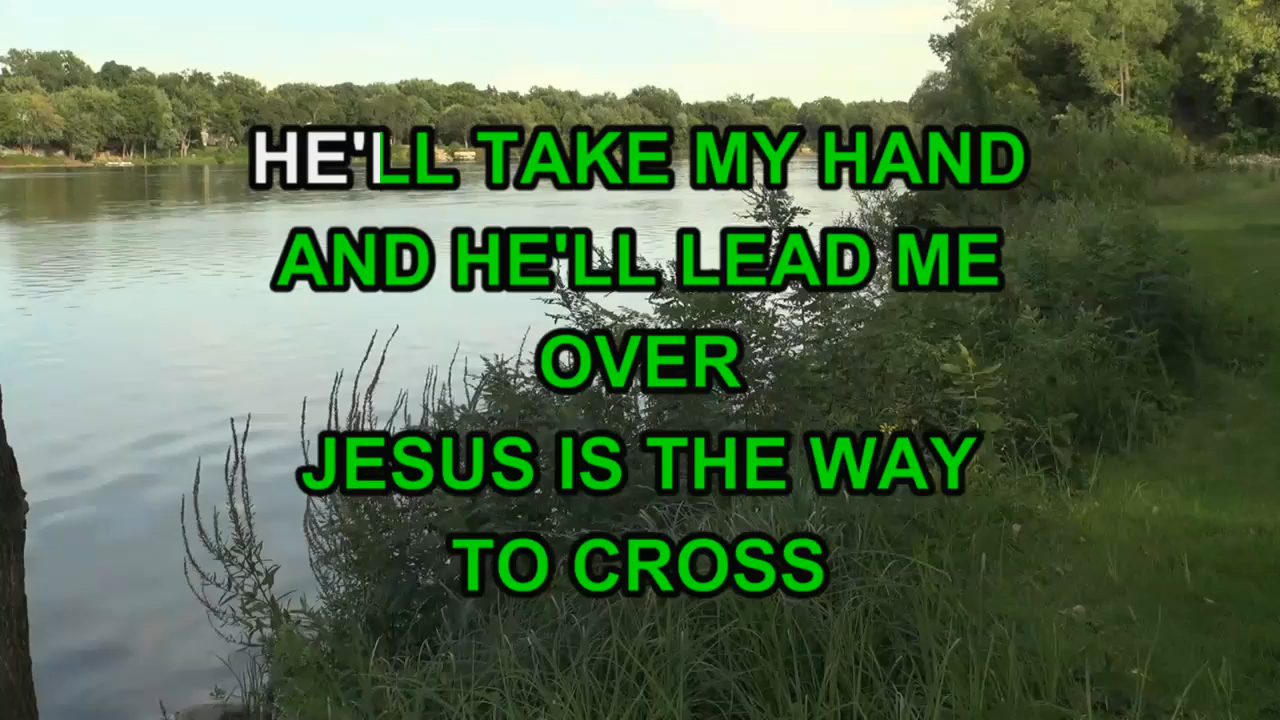 HE'LL TAKE MY HAND
AND HE'LL LEAD ME
OVER
JESUS IS THE WAY
TO CROSS